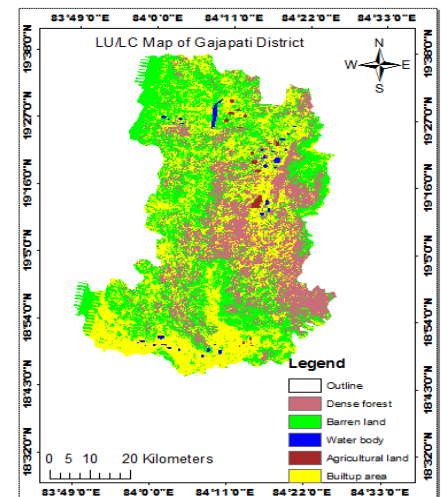 83°49'0"E 84°0'0"E 84°11'0"E 84°22'0"E 84°33'0"E
LU/LC Map of Gajapati District
N
W E
S
19°38'0"N 19°38'0"N
19°27'0"N 19°27'0"N
19°16'0"N 19°16'0"N
19°5'0"N 19°5'0"N
18°54'0"N 18°54'0"N
18°43'0"N 18°43'0"N
18°32'0"N 18°32'0"N
Legend
Outline
Dense forest
Barren land
Water body
Agricultural land
Builtup area
0 5 10 20 Kilometers
83°49'0"E 84°0'0"E 84°11'0"E 84°22'0"E 84°33'0"E